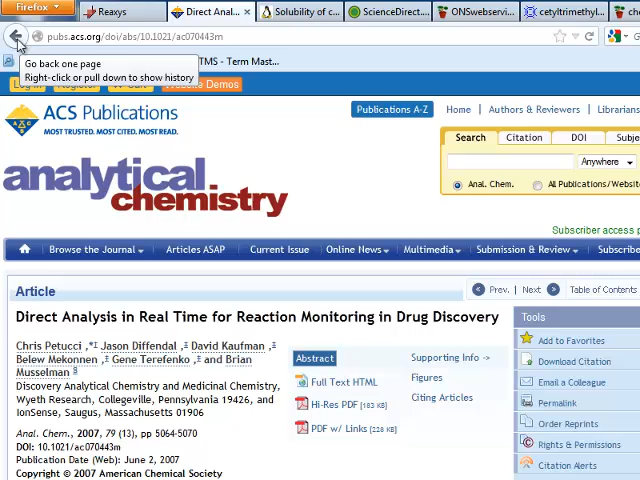 Firefox
Reaxys
Direct Anal...
Solubility of c...
ScienceDirect...
ONSwebservi...
cetyltrimethyl...
che
pubs.acs.org/doi/abs/10.1021/ac070443m
Go back one page
Right-click or pull down to show history
TMS - Term Mast...
Log In
Register
Cart
Website Demos
ACS Publications
MOST TRUSTED. MOST CITED. MOST READ.
Publications A-Z
Home
Authors & Reviewers
Librarians
Search
Citation
DOI
Subje
Anywhere
Anal. Chem.
All Publications/Website
analytical
chemistry
Subscriber access p
Browse the Journal
Articles ASAP
Current Issue
Online News
Multimedia
Submission & Review
Subscribe
Article
Prev.
Next
Table of Contents
Direct Analysis in Real Time for Reaction Monitoring in Drug Discovery
Chris Petucci ,*† Jason Diffendal ,‡ David Kaufman ,‡
Belew Mekonnen ,‡ Gene Terefenko ,‡ and Brian
Musselman §
Discovery Analytical Chemistry and Medicinal Chemistry,
Wyeth Research, Collegeville, Pennsylvania 19426, and
IonSense, Saugus, Massachusetts 01906
Anal. Chem., 2007, 79 (13), pp 5064-5070
DOI: 10.1021/ac070443m
Publication Date (Web): June 2, 2007
Copyright © 2007 American Chemical Society
Abstract
Full Text HTML
Hi-Res PDF [183 KB]
PDF w/ Links [228 KB]
Supporting Info ->
Figures
Citing Articles
Tools
Add to Favorites
Download Citation
Email a Colleague
Permalink
Order Reprints
Rights & Permissions
Citation Alerts